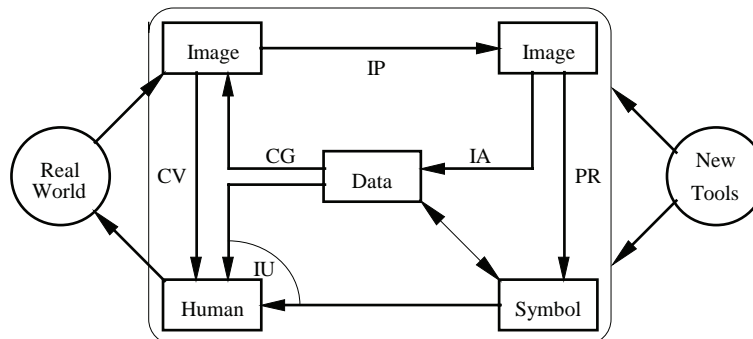 Image
Image
IP
Real
World
CV
CG
Data
IA
PR
New
Tools
IU
Human
Symbol